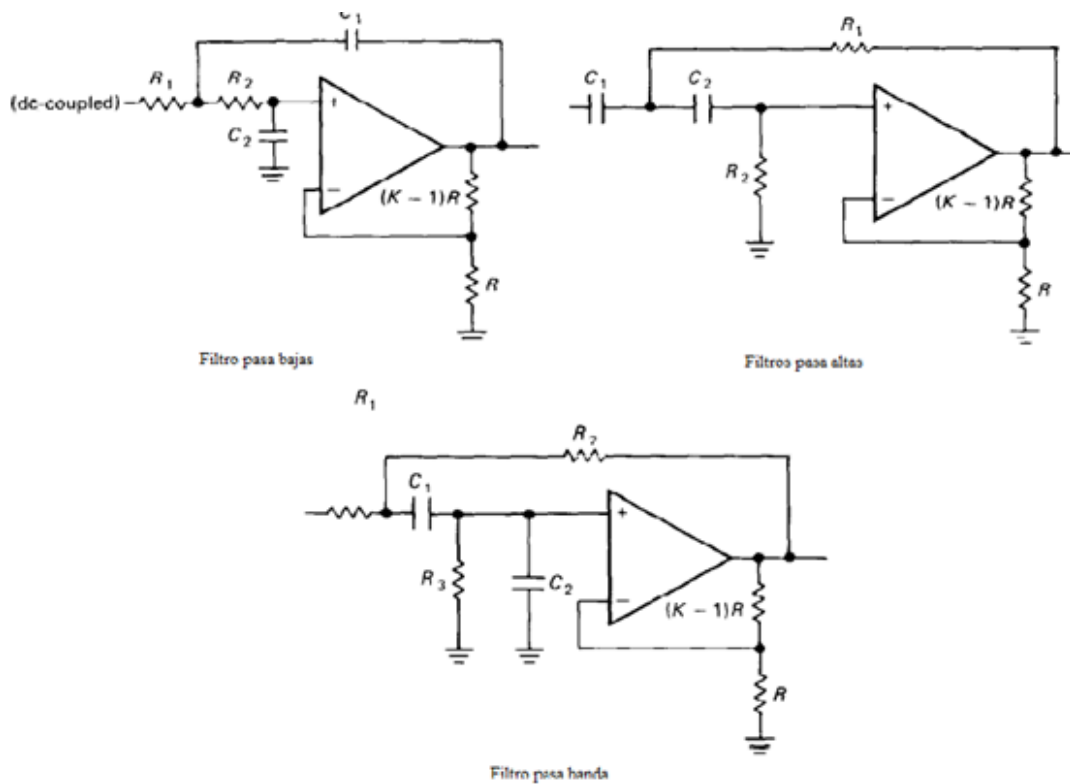 C1
R1
R1
R2
(dc-coupled)
C2
+
−
(K − 1)R
R
Filtro pasa bajas
C1
C2
R2
+
−
(K − 1)R
R
Filtros pasa altas
R1
R2
C1
R3
C2
+
−
(K − 1)R
R
Filtro pasa banda